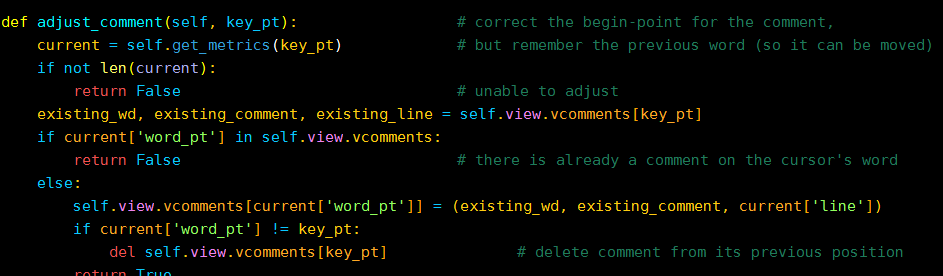 def adjust_comment(self, key_pt): # correct the begin-point for the comment,
    current = self.get_metrics(key_pt) # but remember the previous word (so it can be moved)
    if not len(current):
        return False # unable to adjust
    existing_wd, existing_comment, existing_line = self.view.vcomments[key_pt]
    if current['word_pt'] in self.view.vcomments:
        return False # there is already a comment on the cursor's word
    else:
        self.view.vcomments[current['word_pt']] = (existing_wd, existing_comment, current['line'])
        if current['word_pt'] != key_pt:
            del self.view.vcomments[key_pt] # delete comment from its previous position
        return True